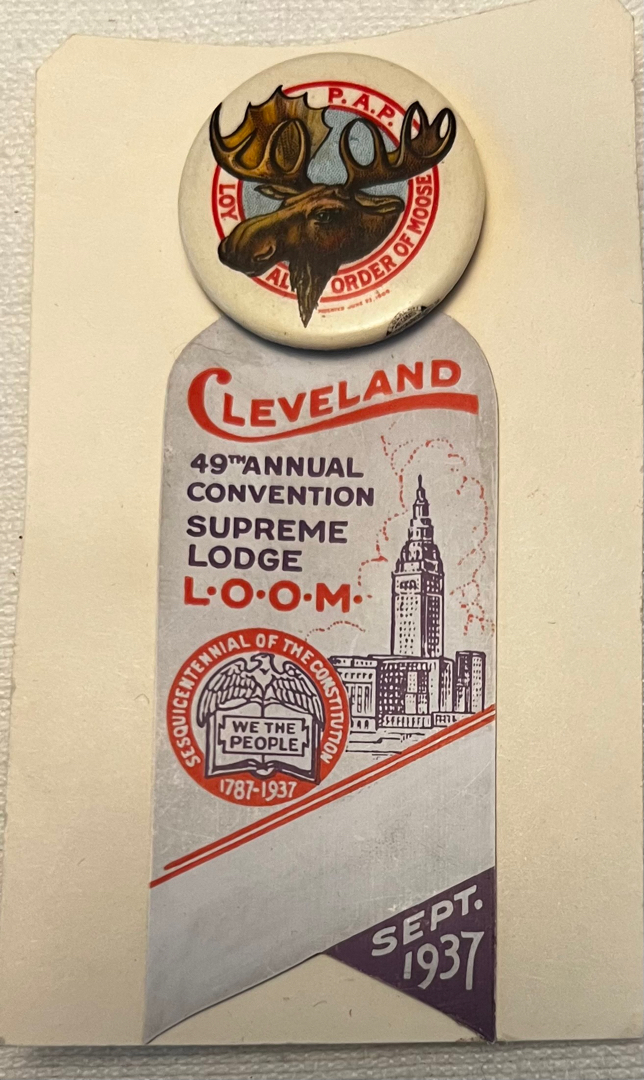 P.A.P.
LOYAL ORDER OF MOOSE
CLEVELAND
49TH ANNUAL
CONVENTION
SUPREME
LODGE
L·O·O·M·
SESQUICENTENNIAL OF THE CONSTITUTION
WE THE
PEOPLE
1787-1937
SEPT.
1937